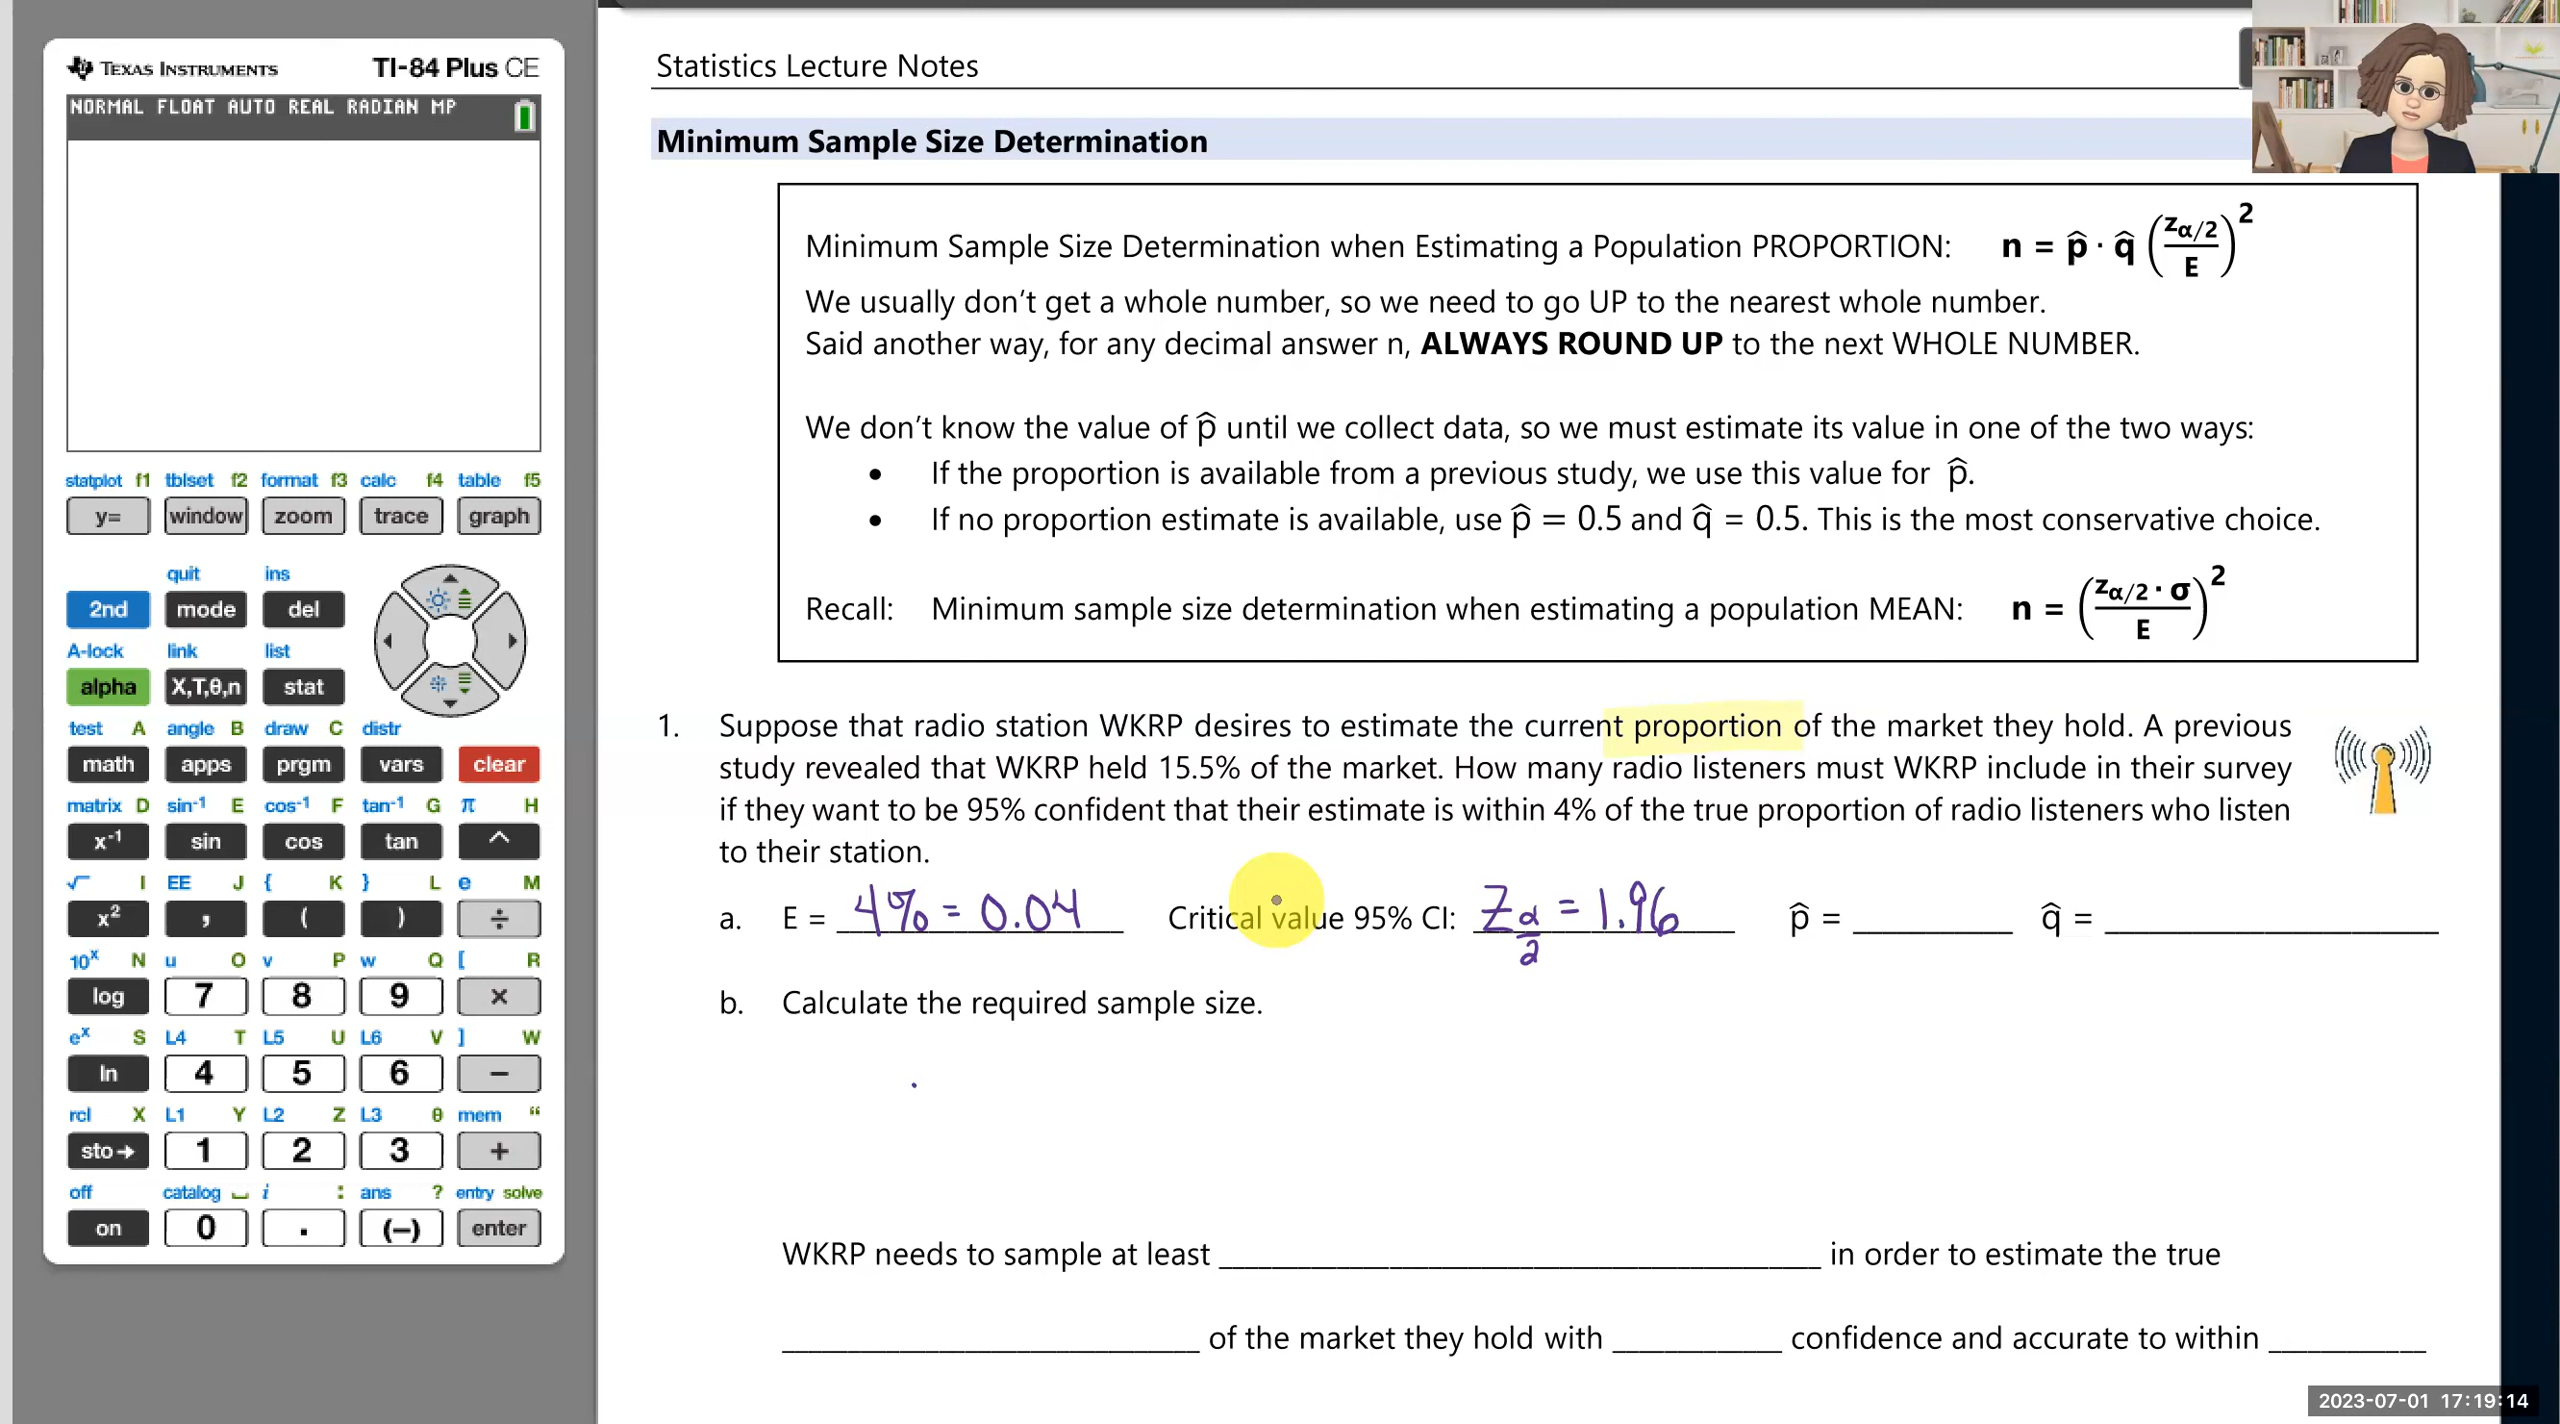 TEXAS INSTRUMENTS TI-84 Plus CE
NORMAL FLOAT AUTO REAL RADIAN MP
statplot f1 tblset f2 format f3 calc f4 table f5
y= window zoom trace graph
quit ins
2nd mode del
A-lock link list
alpha X,T,θ,n stat
test A angle B draw C distr
math apps prgm vars clear
matrix D sin⁻¹ E cos⁻¹ F tan⁻¹ G π H
x⁻¹ sin cos tan ^
√ I EE J { K } L e M
x² , ( ) ÷
10ˣ N u O v P w Q [ R
log 7 8 9 ×
eˣ S L4 T L5 U L6 V ] W
ln 4 5 6 −
rcl X L1 Y L2 Z L3 θ mem "
sto→ 1 2 3 +
off catalog ⎵ i : ans ? entry solve
on 0 . (−) enter
Statistics Lecture Notes
Minimum Sample Size Determination
Minimum Sample Size Determination when Estimating a Population PROPORTION: n = p̂ · q̂ (zα/2 / E)²
We usually don't get a whole number, so we need to go UP to the nearest whole number.
Said another way, for any decimal answer n, ALWAYS ROUND UP to the next WHOLE NUMBER.
We don't know the value of p̂ until we collect data, so we must estimate its value in one of the two ways:
• If the proportion is available from a previous study, we use this value for p̂.
• If no proportion estimate is available, use p̂ = 0.5 and q̂ = 0.5. This is the most conservative choice.
Recall: Minimum sample size determination when estimating a population MEAN: n = (zα/2 · σ / E)²
1. Suppose that radio station WKRP desires to estimate the current proportion of the market they hold. A previous
study revealed that WKRP held 15.5% of the market. How many radio listeners must WKRP include in their survey
if they want to be 95% confident that their estimate is within 4% of the true proportion of radio listeners who listen
to their station.
a. E = 4% = 0.04 Critical value 95% CI: Zα/2 = 1.96 p̂ = ________ q̂ = ________
b. Calculate the required sample size.
WKRP needs to sample at least ________ in order to estimate the true
________ of the market they hold with ________ confidence and accurate to within ________
2023-07-01 17:19:14